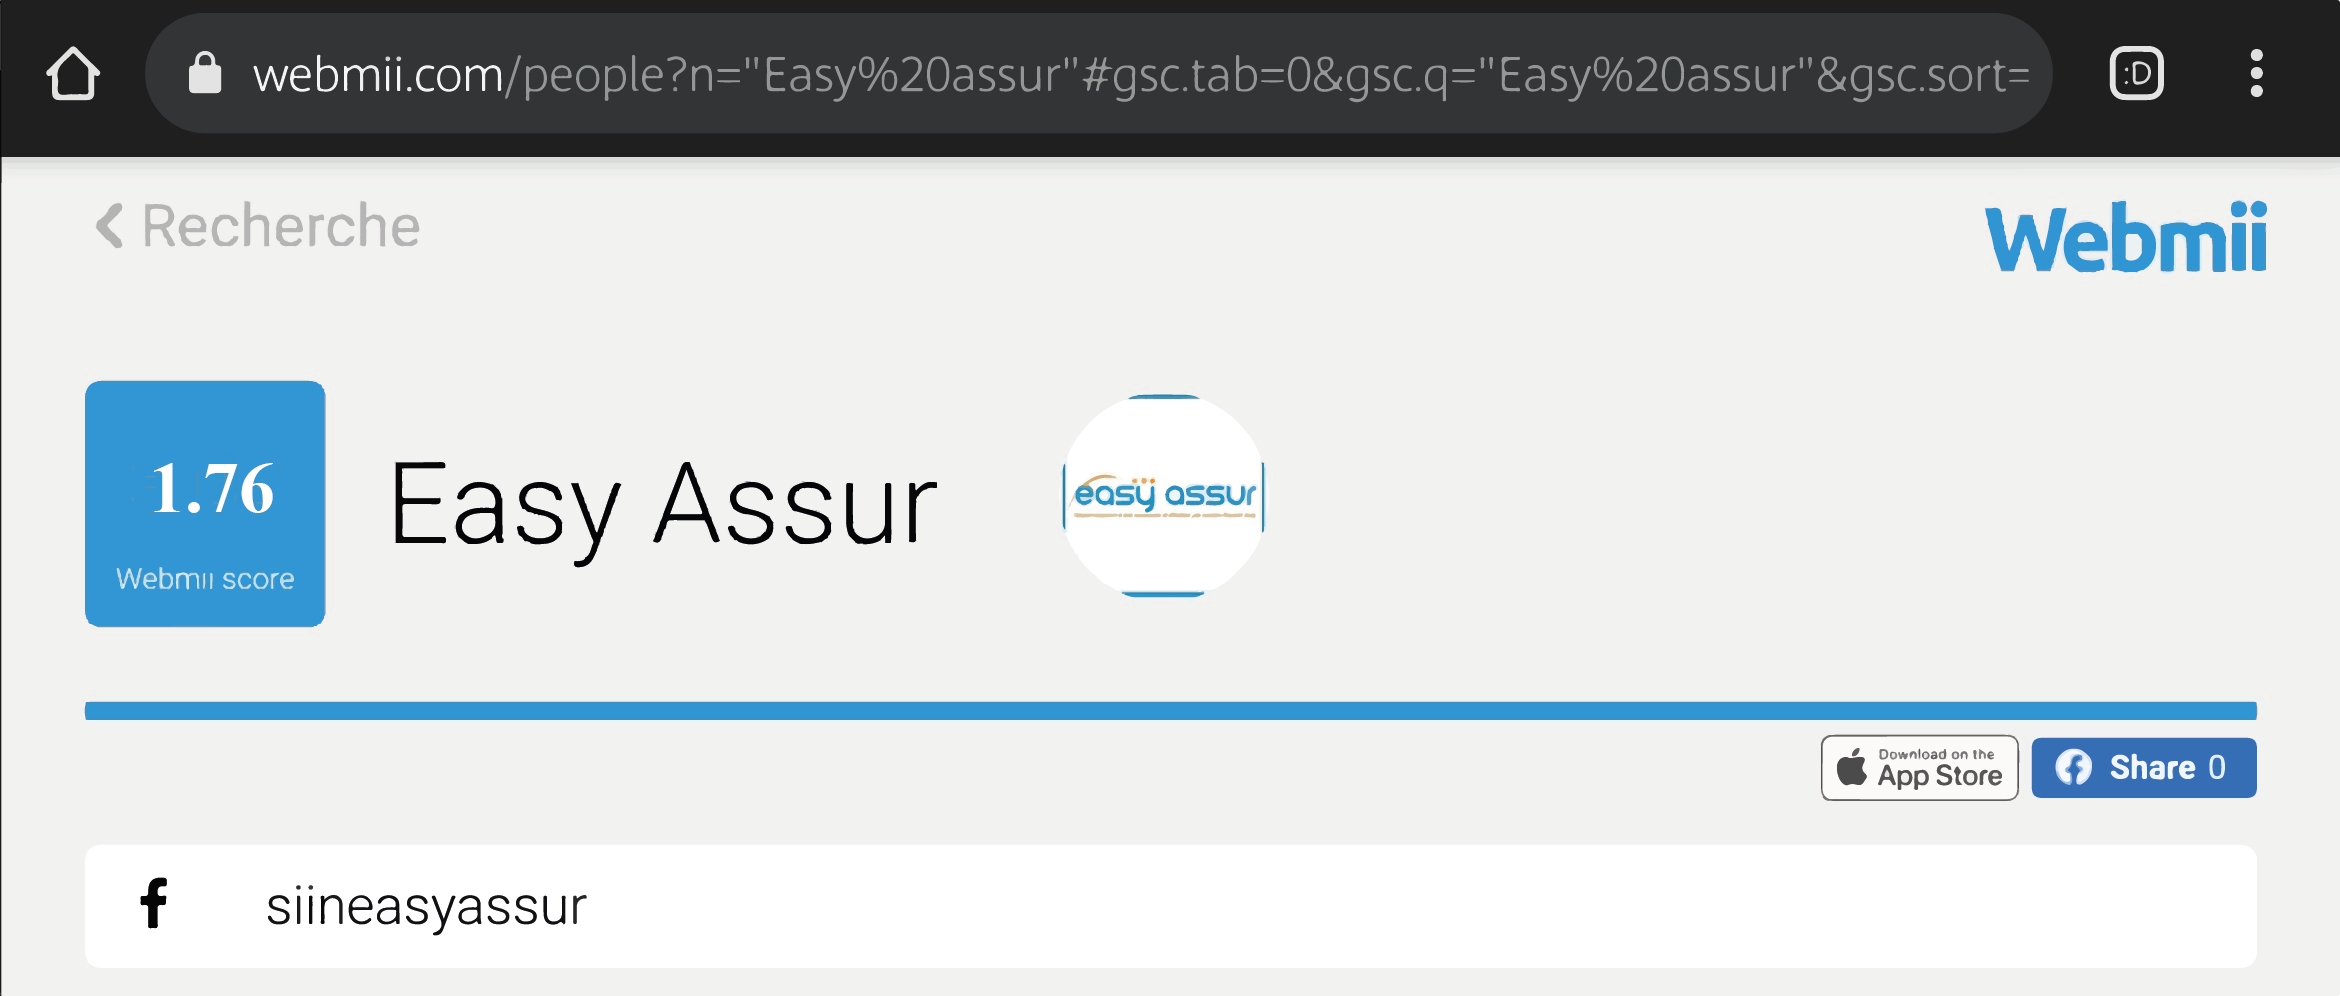 webmii.com/people?n="Easy%20assur"#gsc.tab=0&gsc.q="Easy%20assur"&gsc.sort=
:D
Recherche
Webmii
1.76
Webmii score
Easy Assur
easy assur
Download on the
App Store
Share 0
siineasyassur